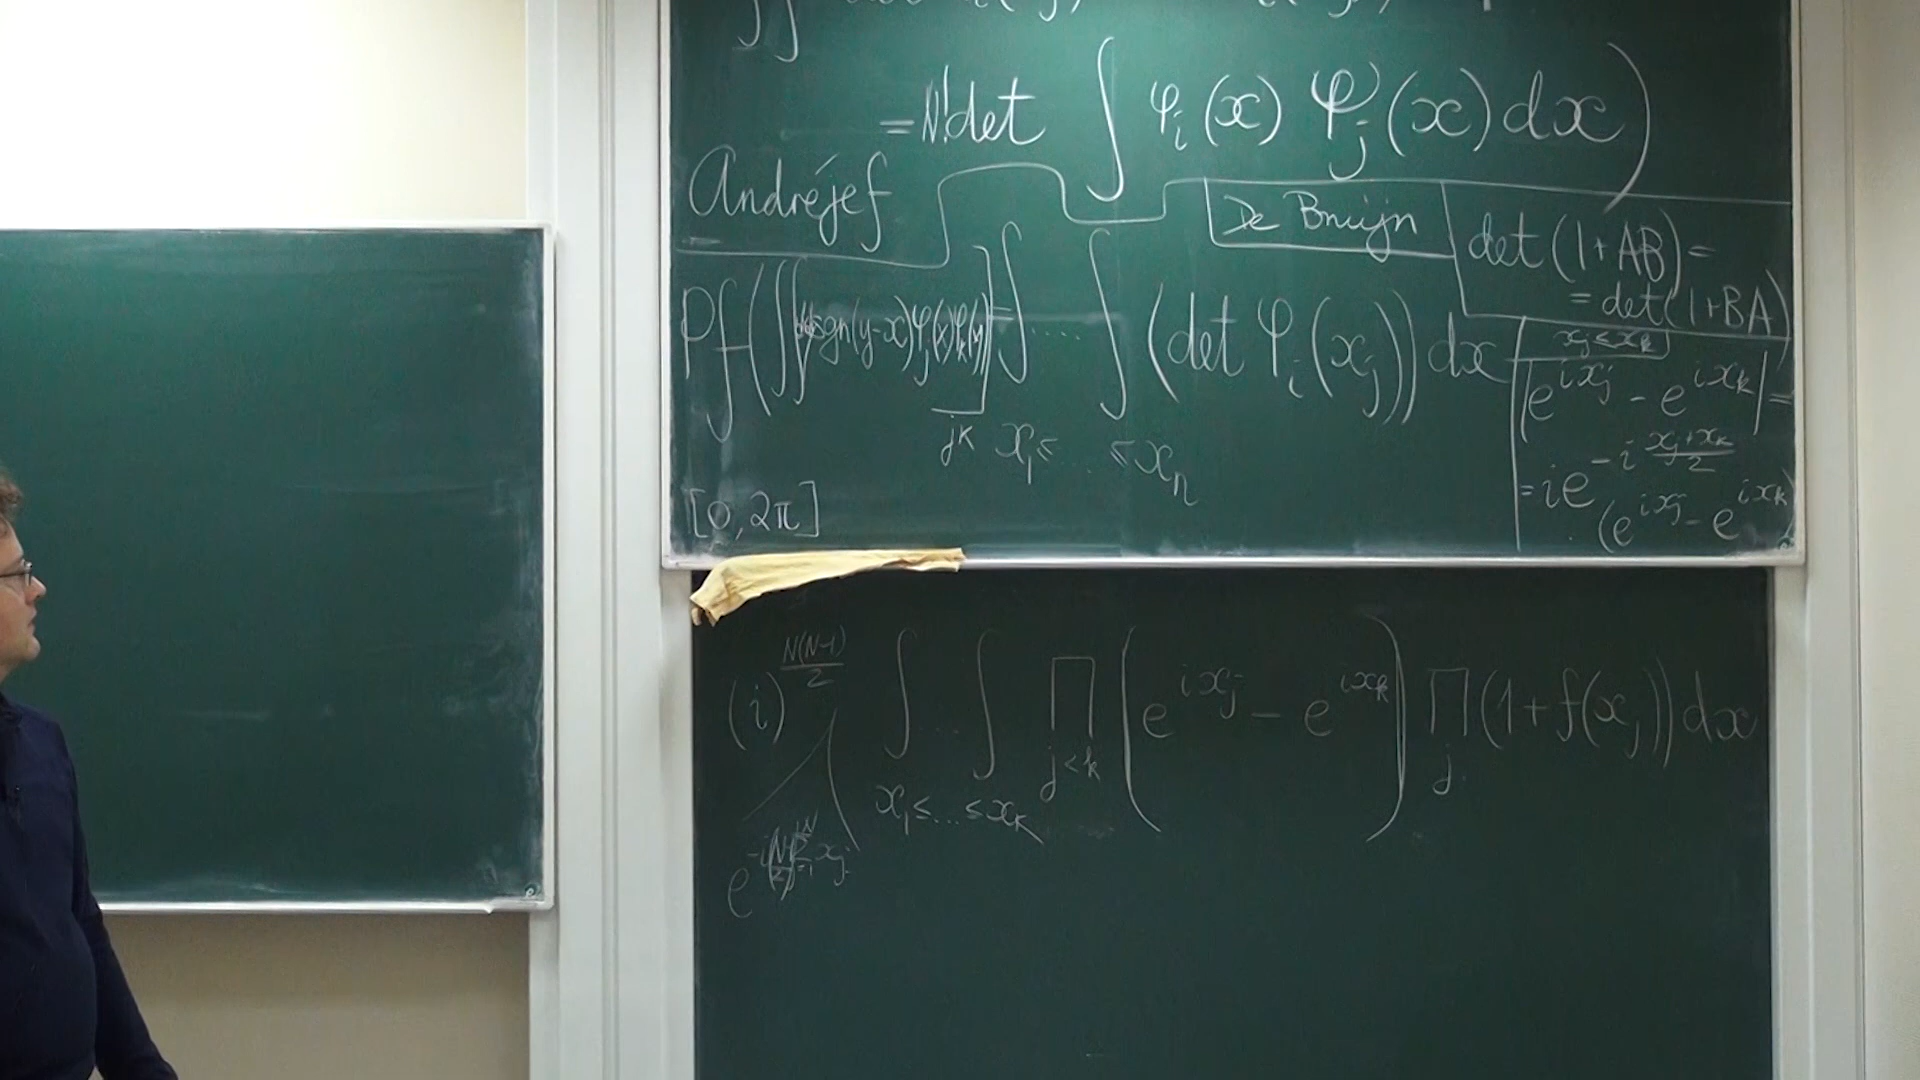 = N! det ∫ φ_i(x) ψ_j(x) dx )
Andréjef
De Bruijn
det(1+AB) =
= det(1+BA)
Pf( ∫∫ sgn(y-x) φ_j(x) φ_k(y) ]_{jk} = ∫ ... ∫ (det φ_i(x_j)) dx
x_1 ≤ ... ≤ x_n
[0, 2π]
x_j ≤ x_k
|e^{ix_j} - e^{ix_k}| =
= i e^{-i (x_j+x_k)/2}
(e^{ix_j} - e^{ix_k})
(i)^{N(N-1)/2} ∫ ... ∫ ∏_{j<k} ( e^{ix_j} - e^{ix_k} ) ∏_j (1+f(x_j)) dx
x_1 ≤ ... ≤ x_k